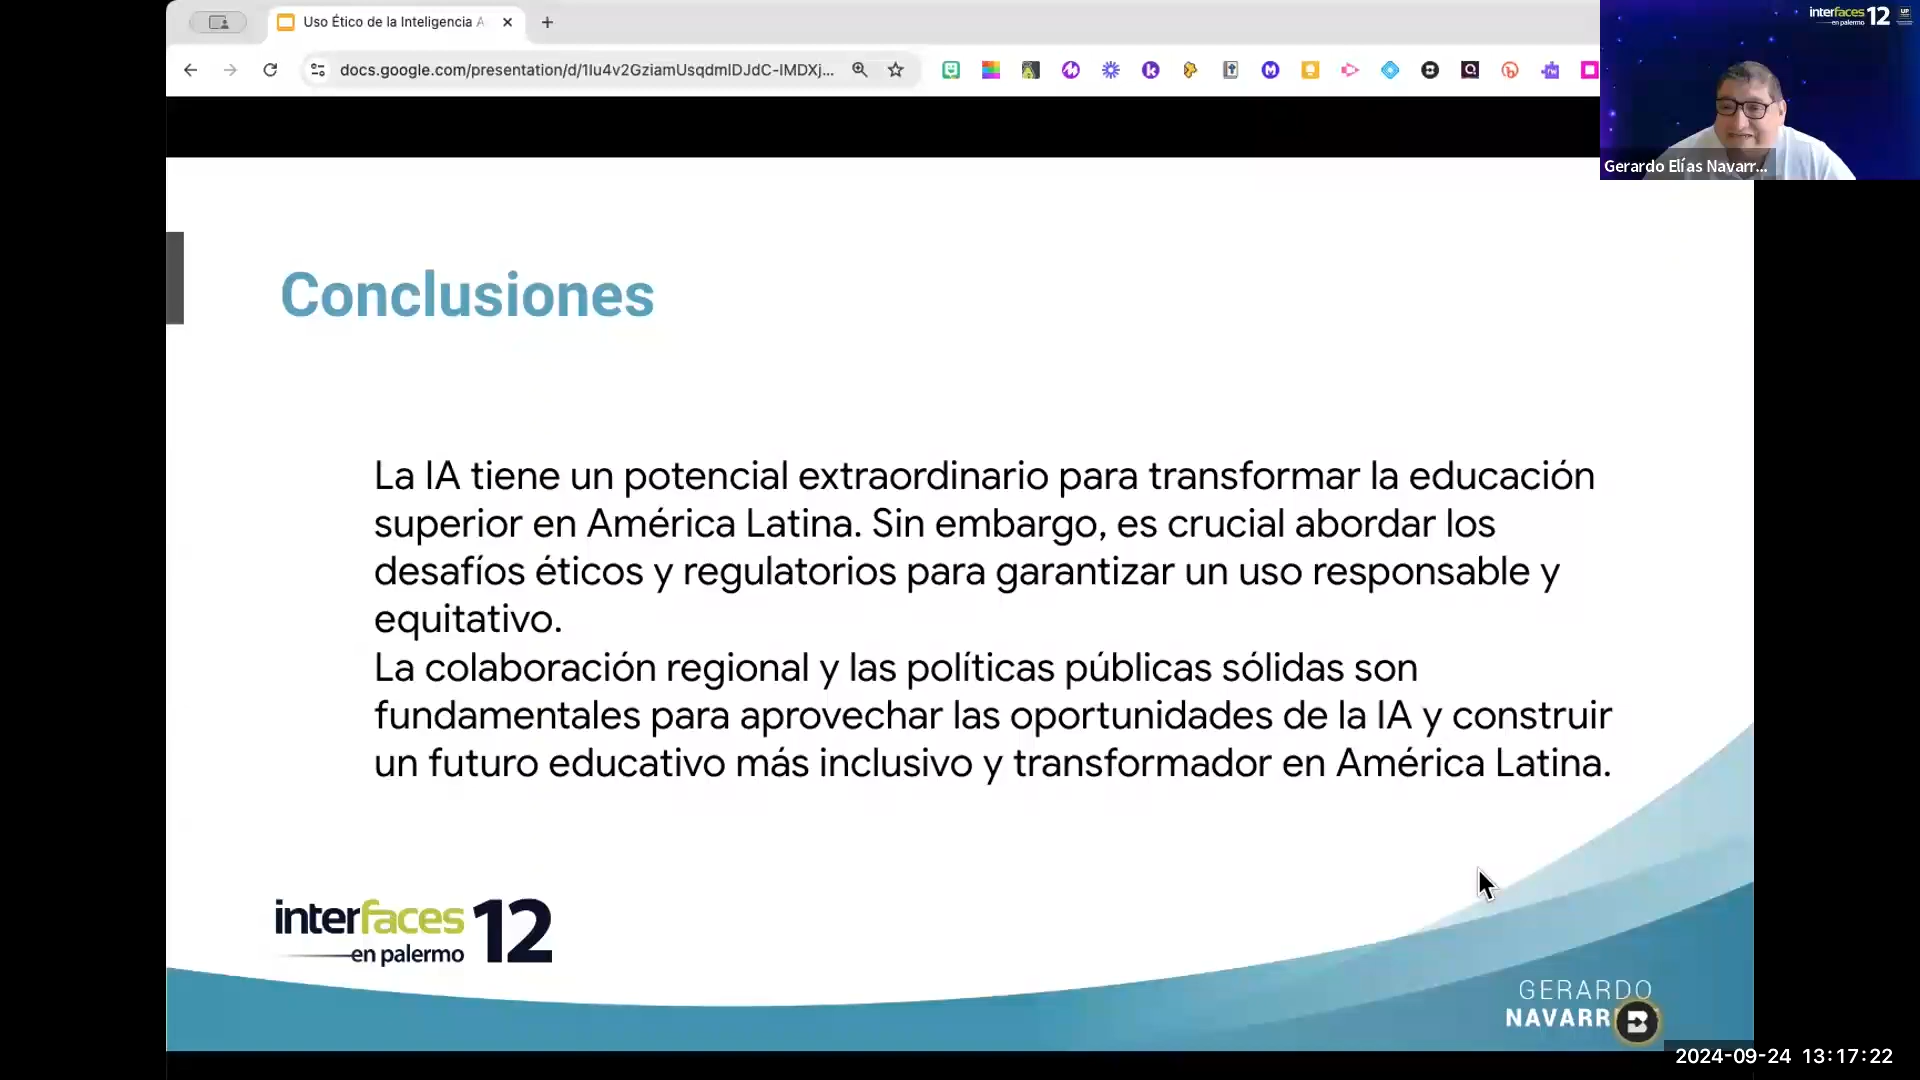 Uso Ético de la Inteligencia A
docs.google.com/presentation/d/1Iu4v2GziamUsqdmIDJdC-IMDXj...
interfaces 12
en palermo
UP
Gerardo Elías Navarr...
Conclusiones
La IA tiene un potencial extraordinario para transformar la educación
superior en América Latina. Sin embargo, es crucial abordar los
desafíos éticos y regulatorios para garantizar un uso responsable y
equitativo.
La colaboración regional y las políticas públicas sólidas son
fundamentales para aprovechar las oportunidades de la IA y construir
un futuro educativo más inclusivo y transformador en América Latina.
interfaces 12
en palermo
GERARDO
NAVARR
2024-09-24 13:17:22